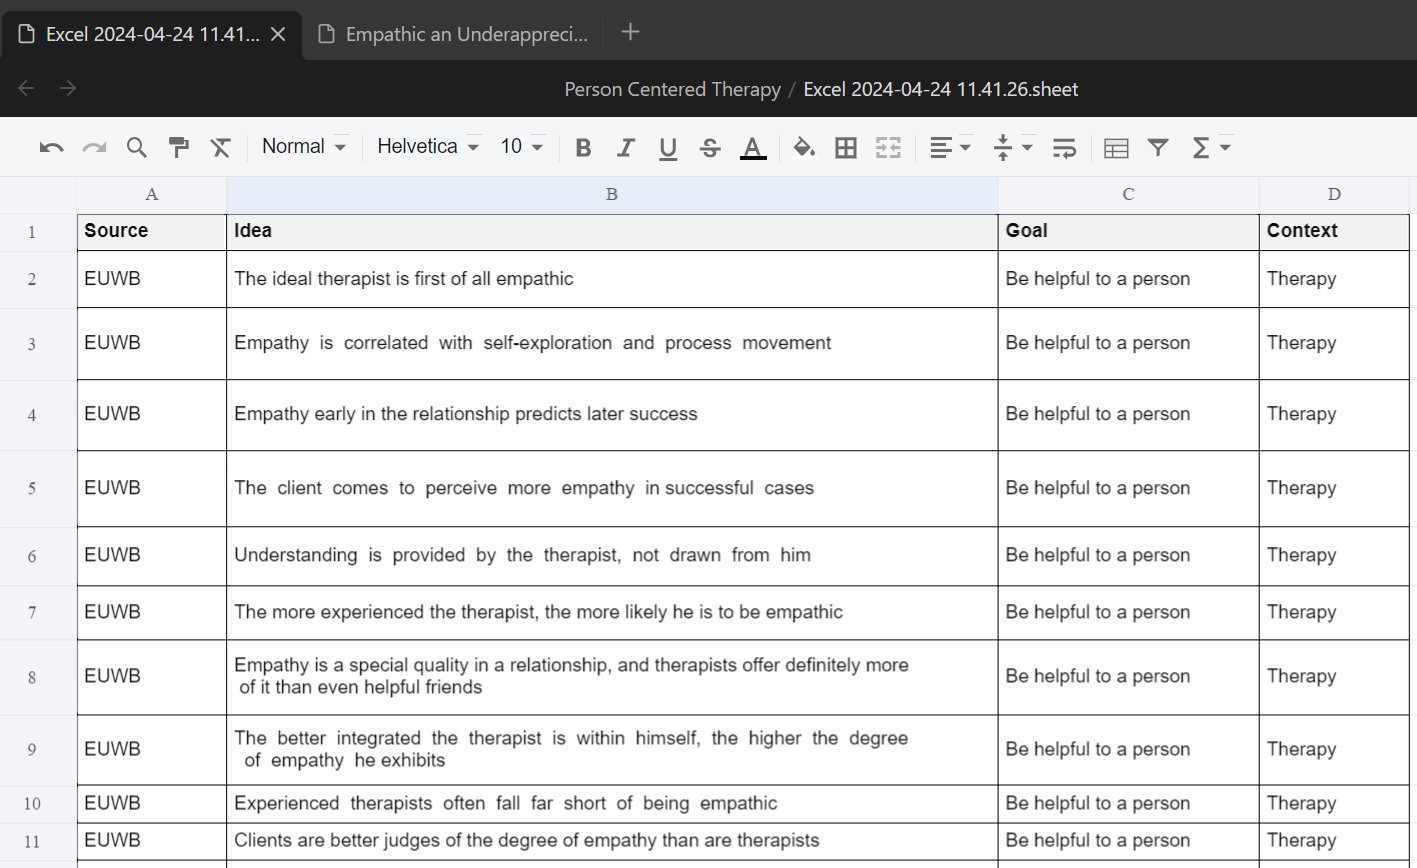 Excel 2024-04-24 11.41...
Empathic an Underappreci...
Person Centered Therapy / Excel 2024-04-24 11.41.26.sheet
Normal Helvetica 10 B I U S A Σ
A B C D
1 Source Idea Goal Context
2 EUWB The ideal therapist is first of all empathic Be helpful to a person Therapy
3 EUWB Empathy is correlated with self-exploration and process movement Be helpful to a person Therapy
4 EUWB Empathy early in the relationship predicts later success Be helpful to a person Therapy
5 EUWB The client comes to perceive more empathy in successful cases Be helpful to a person Therapy
6 EUWB Understanding is provided by the therapist, not drawn from him Be helpful to a person Therapy
7 EUWB The more experienced the therapist, the more likely he is to be empathic Be helpful to a person Therapy
8 EUWB Empathy is a special quality in a relationship, and therapists offer definitely more
of it than even helpful friends Be helpful to a person Therapy
9 EUWB The better integrated the therapist is within himself, the higher the degree
of empathy he exhibits Be helpful to a person Therapy
10 EUWB Experienced therapists often fall far short of being empathic Be helpful to a person Therapy
11 EUWB Clients are better judges of the degree of empathy than are therapists Be helpful to a person Therapy